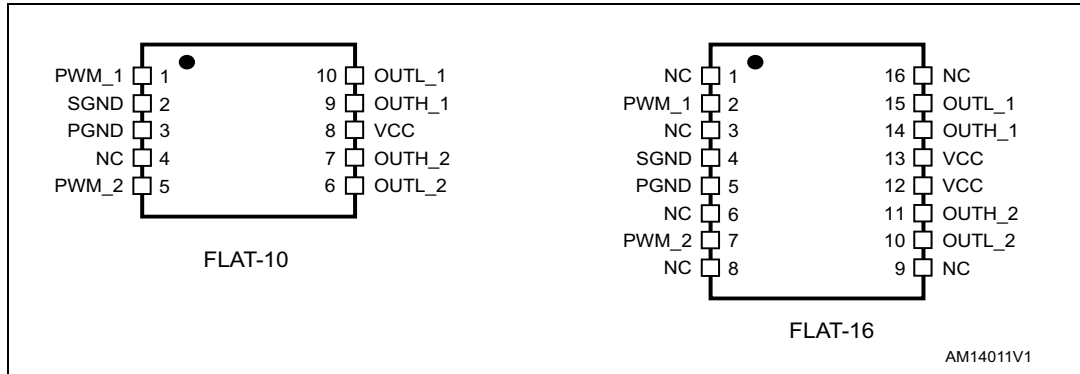 PWM_1 1 10 OUTL_1
SGND 2 9 OUTH_1
PGND 3 8 VCC
NC 4 7 OUTH_2
PWM_2 5 6 OUTL_2
FLAT-10
NC 1 16 NC
PWM_1 2 15 OUTL_1
NC 3 14 OUTH_1
SGND 4 13 VCC
PGND 5 12 VCC
NC 6 11 OUTH_2
PWM_2 7 10 OUTL_2
NC 8 9 NC
FLAT-16
AM14011V1